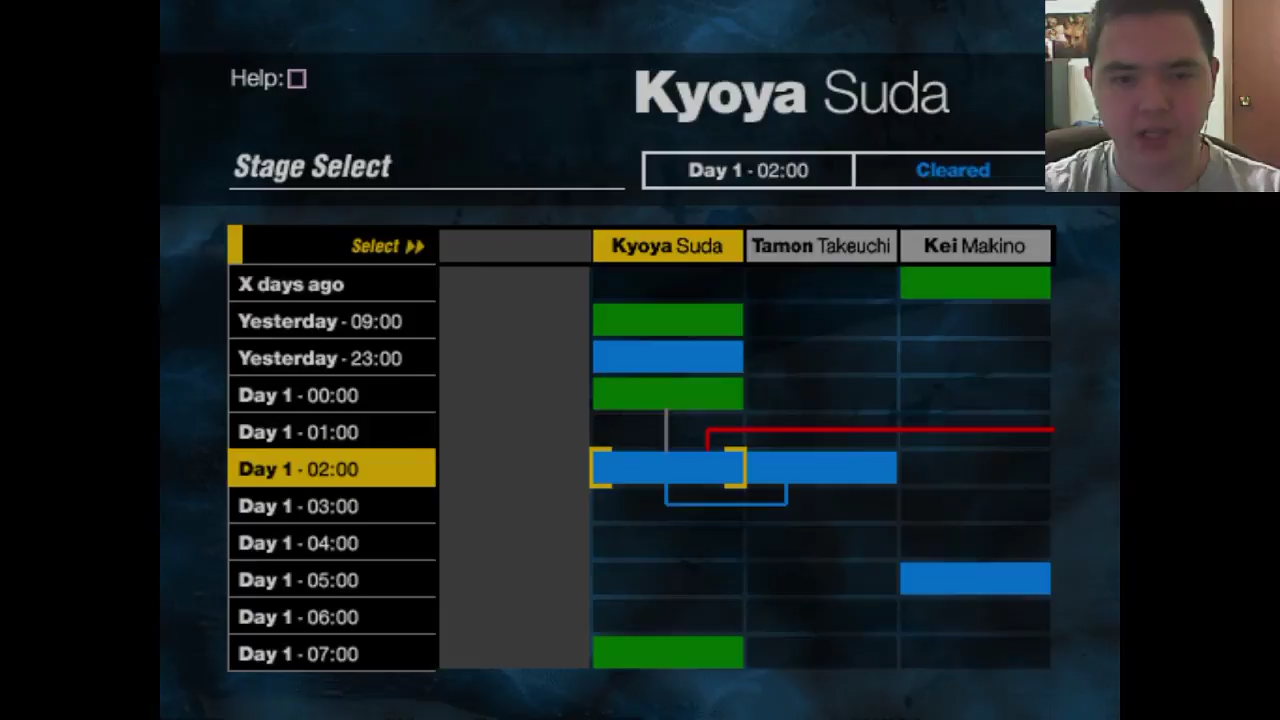 Help:
Kyoya Suda
Stage Select
Day 1 - 02:00
Cleared
Select
Kyoya Suda
Tamon Takeuchi
Kei Makino
X days ago
Yesterday - 09:00
Yesterday - 23:00
Day 1 - 00:00
Day 1 - 01:00
Day 1 - 02:00
Day 1 - 03:00
Day 1 - 04:00
Day 1 - 05:00
Day 1 - 06:00
Day 1 - 07:00